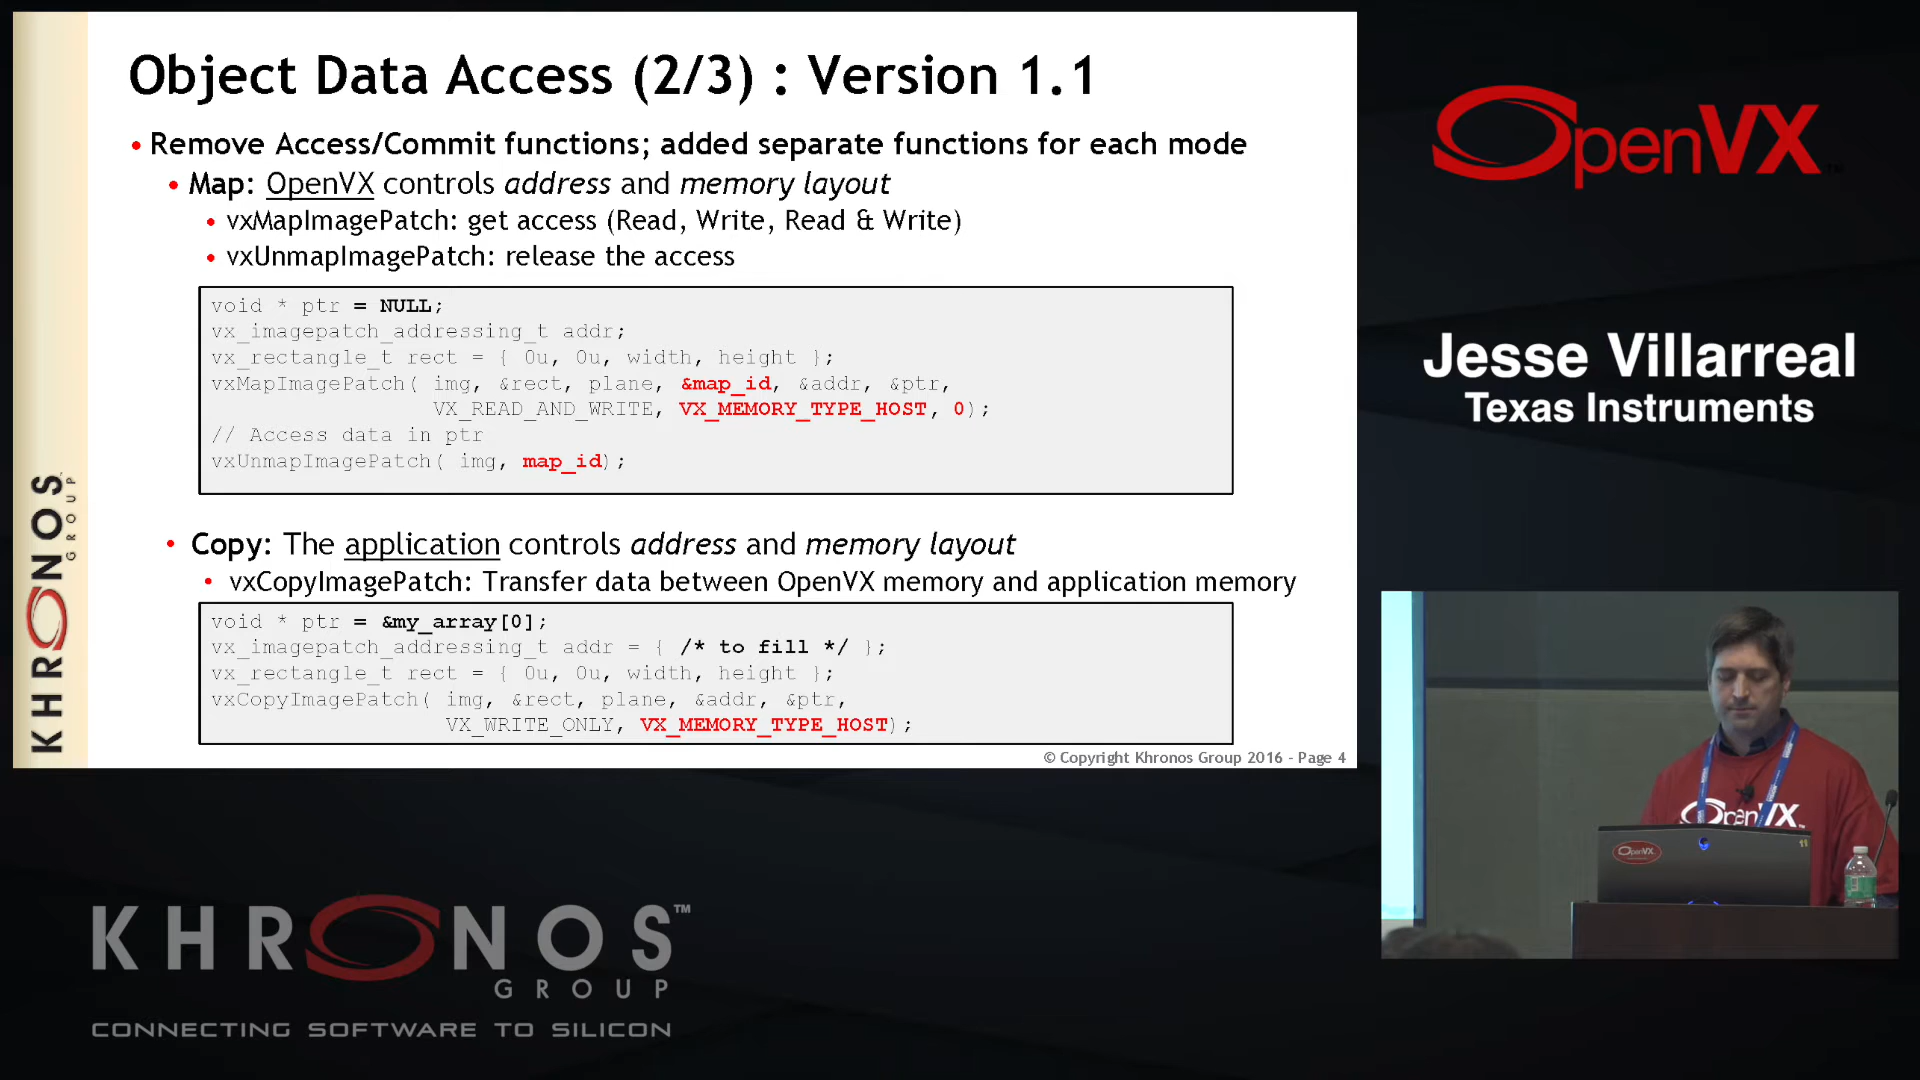 Object Data Access (2/3) : Version 1.1
• Remove Access/Commit functions; added separate functions for each mode
• Map: OpenVX controls address and memory layout
• vxMapImagePatch: get access (Read, Write, Read & Write)
• vxUnmapImagePatch: release the access
void * ptr = NULL;
vx_imagepatch_addressing_t addr;
vx_rectangle_t rect = { 0u, 0u, width, height };
vxMapImagePatch( img, &rect, plane, &map_id, &addr, &ptr,
VX_READ_AND_WRITE, VX_MEMORY_TYPE_HOST, 0);
// Access data in ptr
vxUnmapImagePatch( img, map_id);
• Copy: The application controls address and memory layout
• vxCopyImagePatch: Transfer data between OpenVX memory and application memory
void * ptr = &my_array[0];
vx_imagepatch_addressing_t addr = { /* to fill */ };
vx_rectangle_t rect = { 0u, 0u, width, height };
vxCopyImagePatch( img, &rect, plane, &addr, &ptr,
VX_WRITE_ONLY, VX_MEMORY_TYPE_HOST);
© Copyright Khronos Group 2016 - Page 4
KHRONOS
GROUP
OpenVX™
Jesse Villarreal
Texas Instruments
OpenVX™
OpenVX
KHRONOS™
GROUP
CONNECTING SOFTWARE TO SILICON